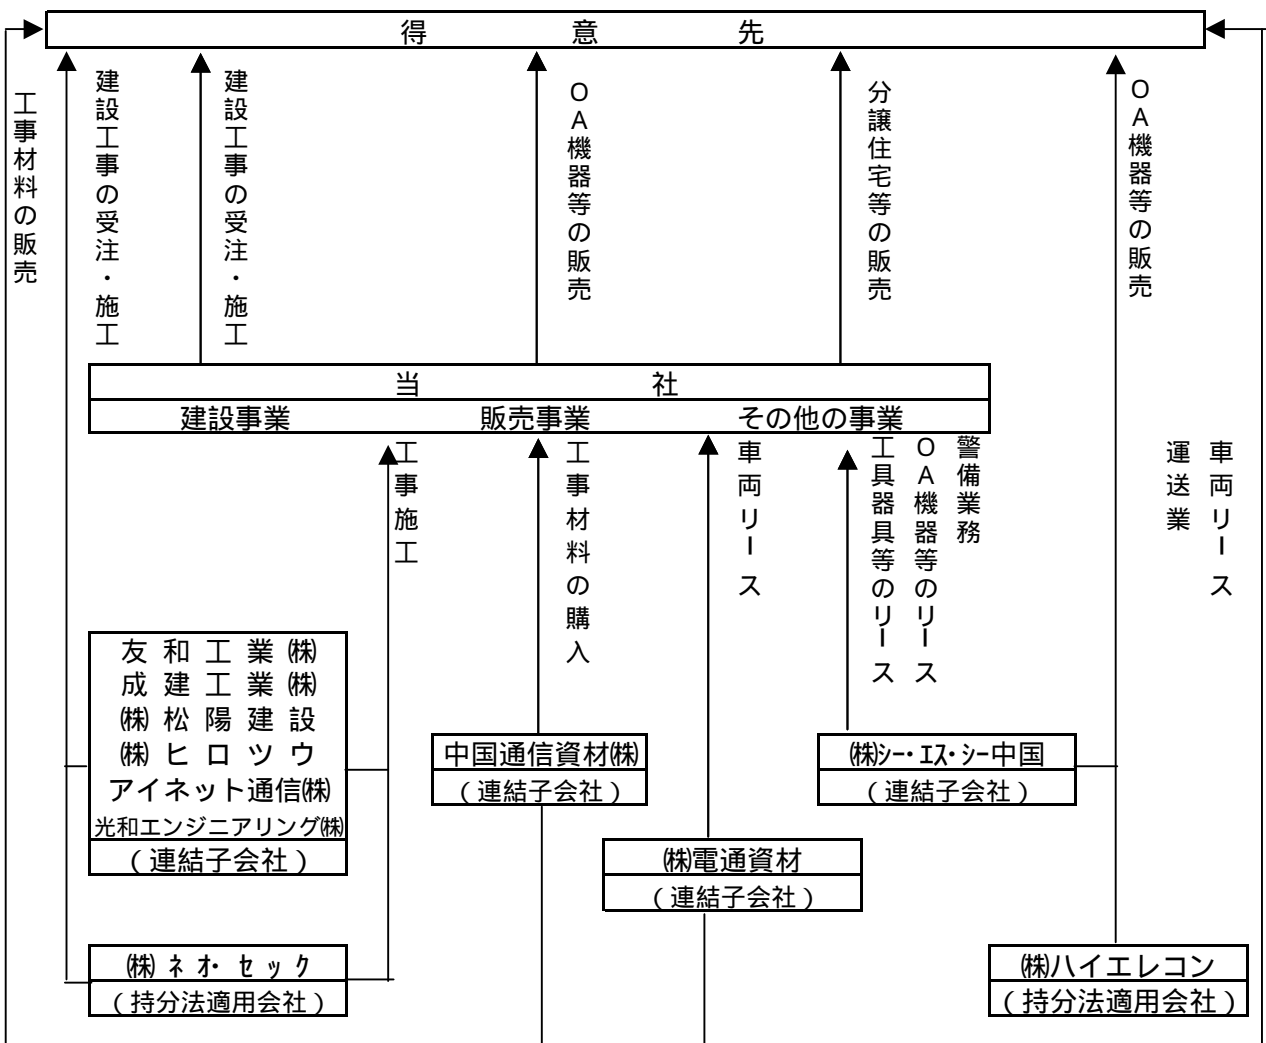 得意先
工事材料の販売
建設工事の受注・施工
建設工事の受注・施工
OA機器等の販売
分譲住宅等の販売
OA機器等の販売
当社
建設事業 販売事業 その他の事業
工事施工
工事材料の購入
車両リース
工具器具等のリース
OA機器等のリース
警備業務
運送業
車両リース
友和工業㈱
成建工業㈱
㈱松陽建設
㈱ヒロツウ
アイネット通信㈱
光和エンジニアリング㈱
(連結子会社)
中国通信資材㈱
(連結子会社)
㈱シー・エス・シー中国
(連結子会社)
㈱電通資材
(連結子会社)
㈱ネオ・セック
(持分法適用会社)
㈱ハイエレコン
(持分法適用会社)